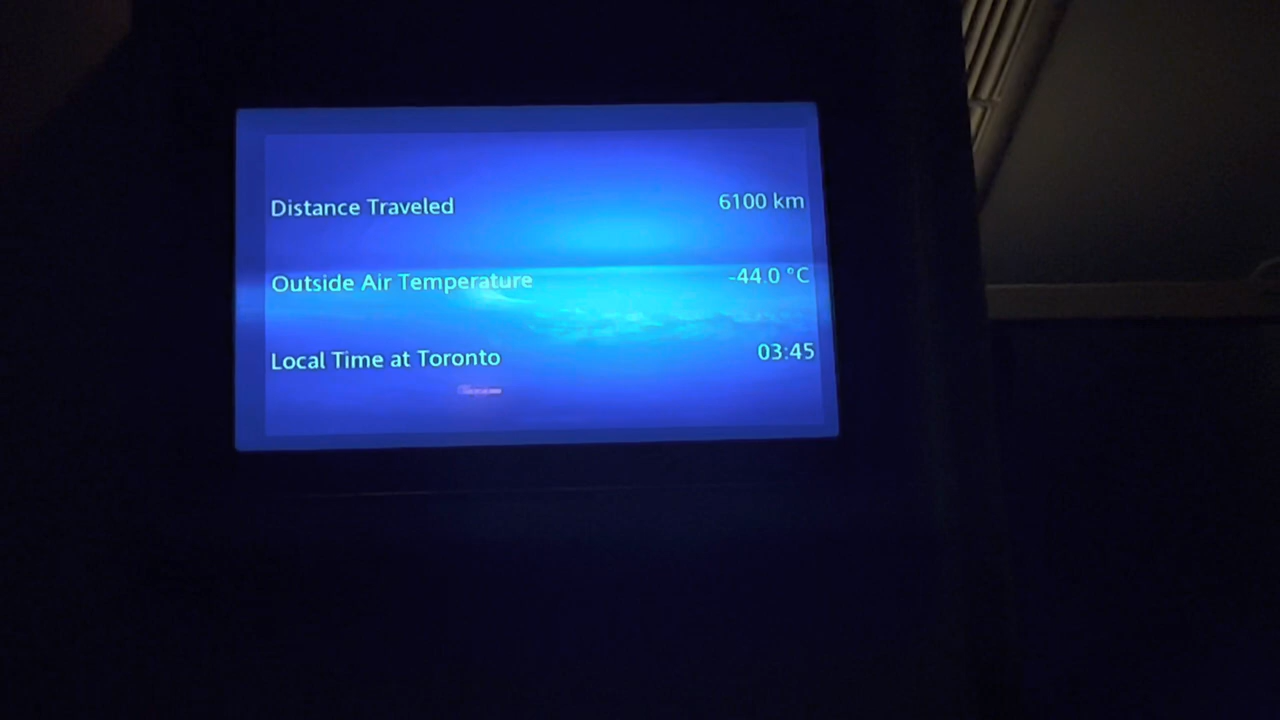 Distance Traveled 6100 km
Outside Air Temperature -44.0 °C
Local Time at Toronto 03:45